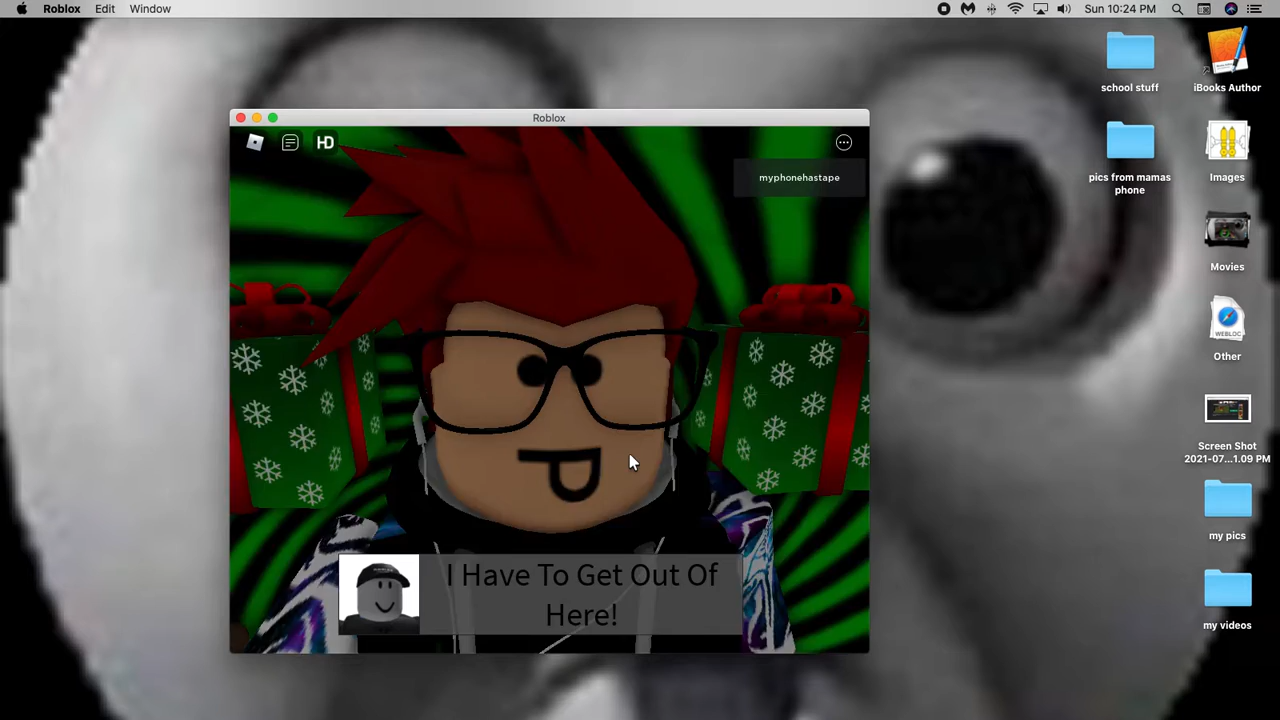 Roblox Edit Window
Sun 10:24 PM
Roblox
HD
myphonehastape
I Have To Get Out Of
Here!
school stuff
iBooks Author
pics from mamas
phone
Images
Movies
WEBLOC
Other
Screen Shot
2021-07...1.09 PM
my pics
my videos